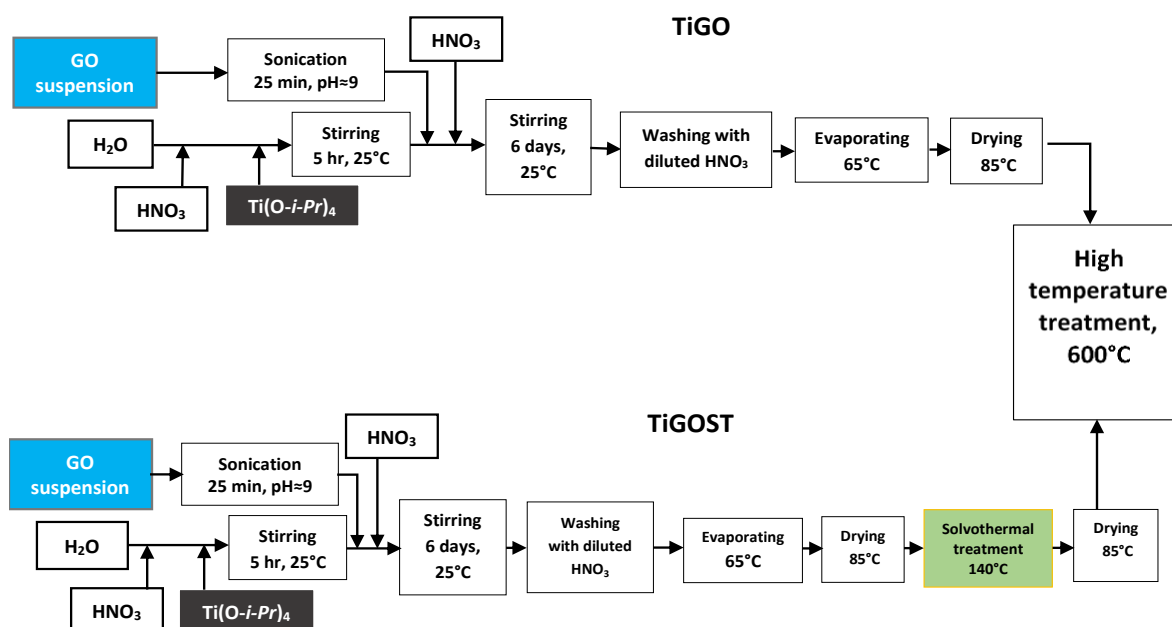 TiGO
HNO₃
GO
suspension
Sonication
25 min, pH≈9
H₂O
HNO₃
Ti(O-i-Pr)₄
Stirring
5 hr, 25°C
Stirring
6 days,
25°C
Washing with
diluted HNO₃
Evaporating
65°C
Drying
85°C
High
temperature
treatment,
600°C
TiGOST
HNO₃
GO
suspension
Sonication
25 min, pH≈9
H₂O
HNO₃
Ti(O-i-Pr)₄
Stirring
5 hr, 25°C
Stirring
6 days,
25°C
Washing
with diluted
HNO₃
Evaporating
65°C
Drying
85°C
Solvothermal
treatment
140°C
Drying
85°C